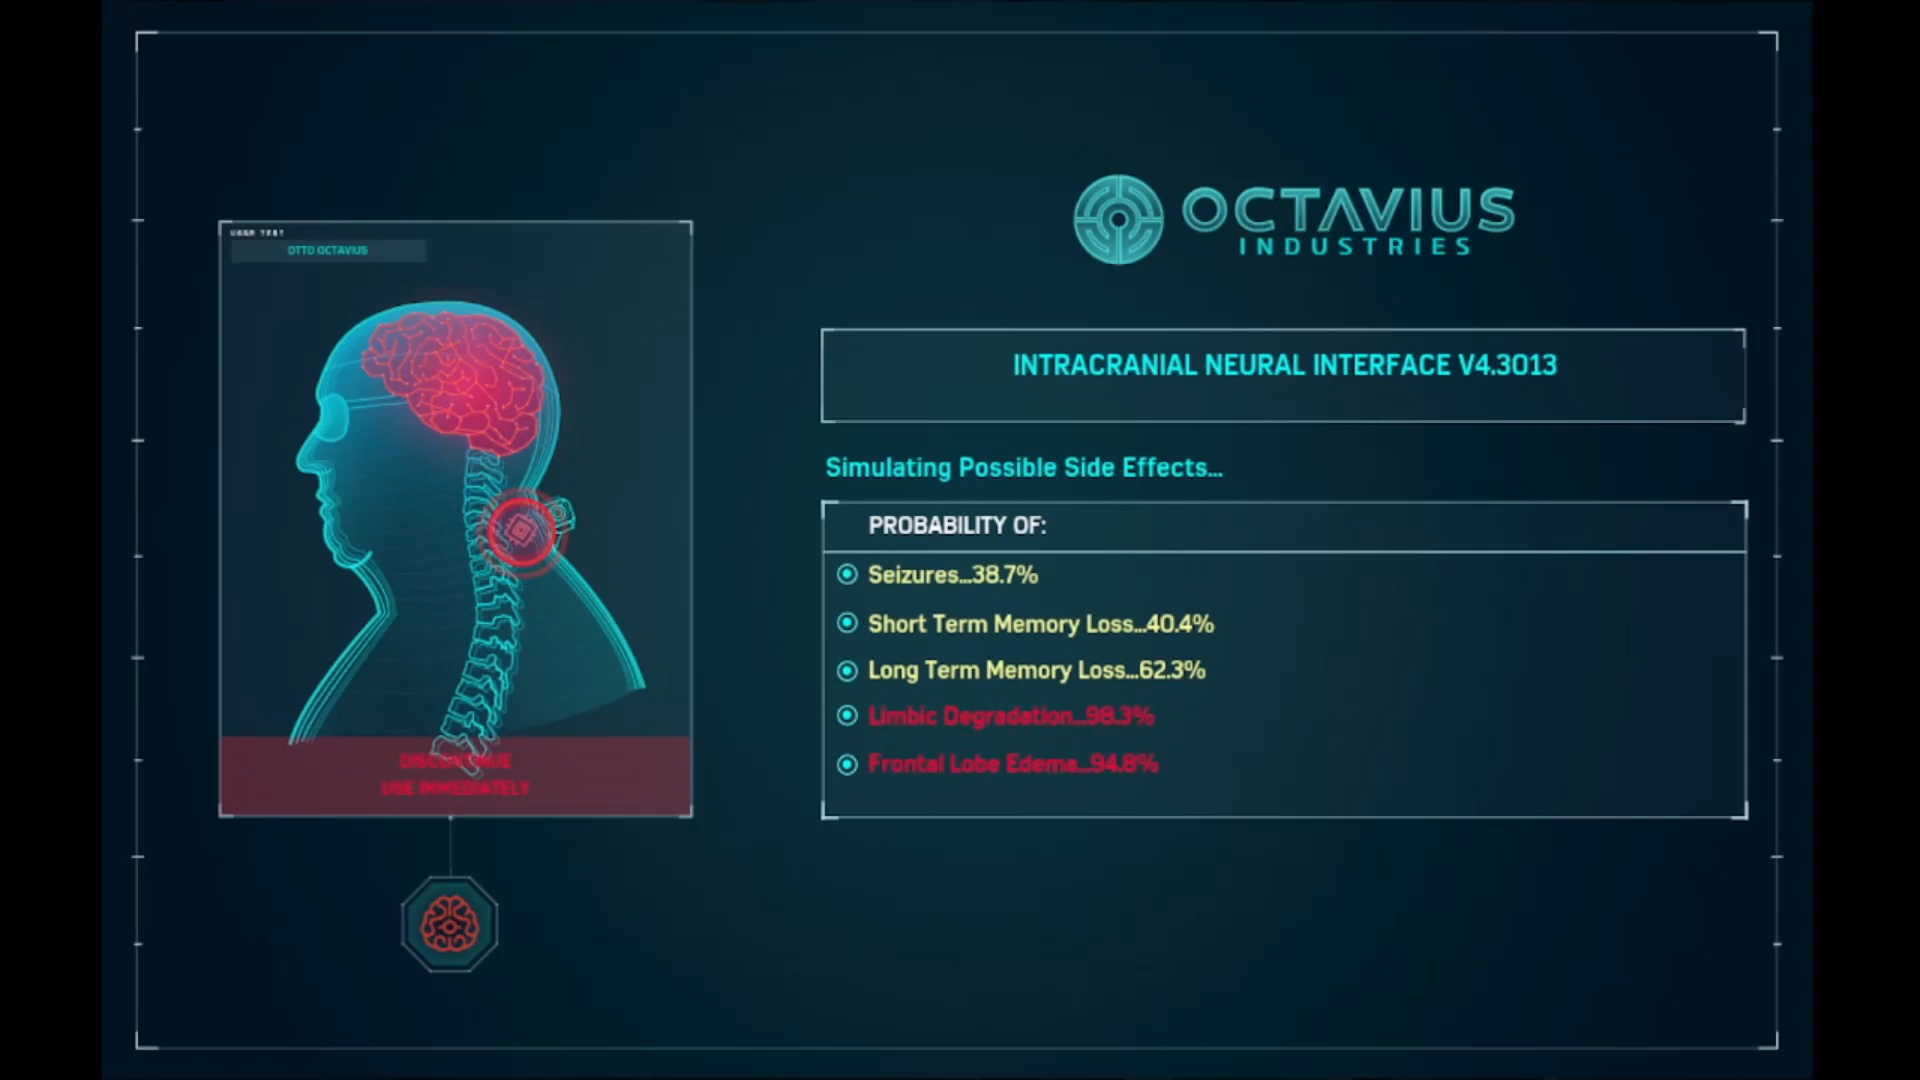 USER TEST
OTTO OCTAVIUS
DISCONTINUE
USE IMMEDIATELY
OCTAVIUS
INDUSTRIES
INTRACRANIAL NEURAL INTERFACE V4.3013
Simulating Possible Side Effects...
PROBABILITY OF:
Seizures...38.7%
Short Term Memory Loss...40.4%
Long Term Memory Loss...62.3%
Limbic Degradation...98.3%
Frontal Lobe Edema...94.8%